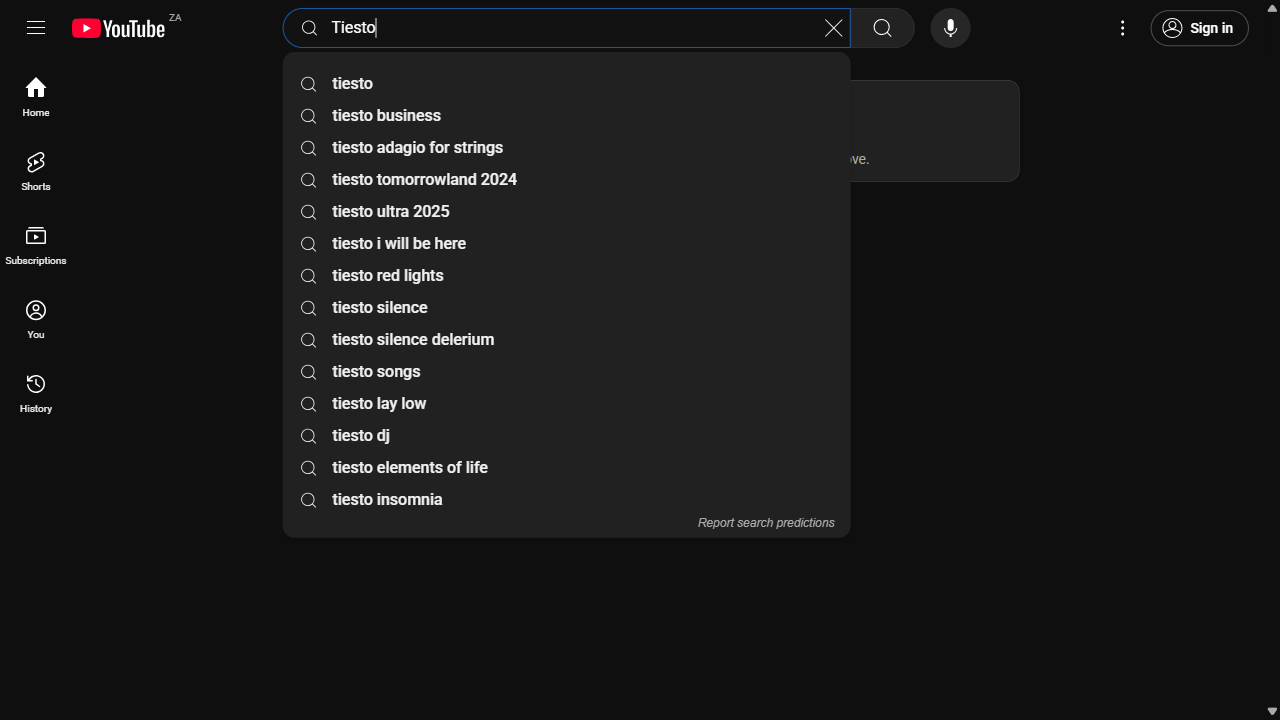 YouTube ZA
Tiesto
Sign in
Home
Shorts
Subscriptions
You
History
tiesto
tiesto business
tiesto adagio for strings
tiesto tomorrowland 2024
tiesto ultra 2025
tiesto i will be here
tiesto red lights
tiesto silence
tiesto silence delerium
tiesto songs
tiesto lay low
tiesto dj
tiesto elements of life
tiesto insomnia
Report search predictions